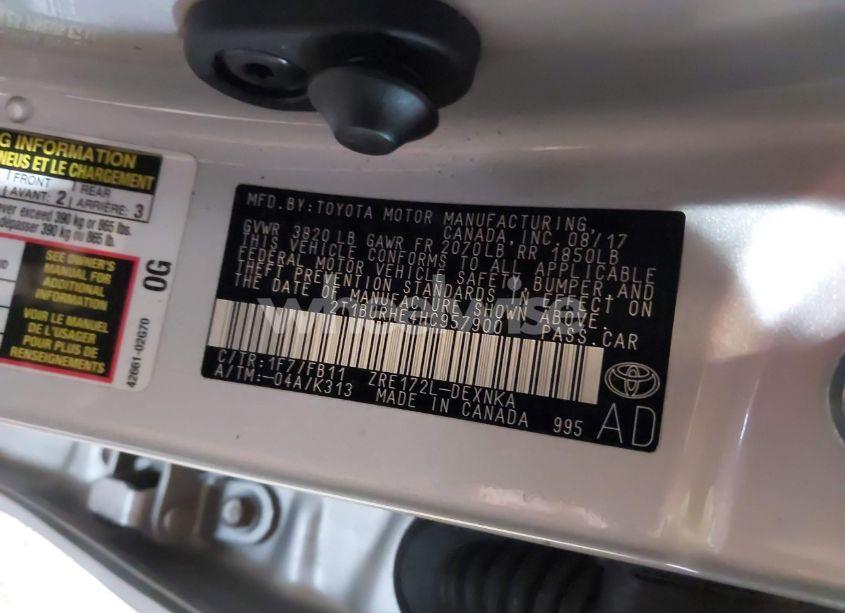 G INFORMATION
NEUS ET LE CHARGEMENT
FRONT
AVANT: 2
REAR
ARRIÈRE: 3
ever exceed 390 kg or 865 lbs.
dépasser 390 kg ou 865 lb.
SEE OWNER'S
MANUAL FOR
ADDITIONAL
INFORMATION
VOIR LE MANUEL
DE L'USAGER
POUR PLUS DE
RENSEIGNEMENTS
0G
42661-02G70
MFD.BY:TOYOTA MOTOR MANUFACTURING,
CANADA, INC. 08/17
GVWR 3820LB GAWR FR 2070LB RR 1850LB
THIS VEHICLE CONFORMS TO ALL APPLICABLE
FEDERAL MOTOR VEHICLE SAFETY, BUMPER AND
THEFT PREVENTION STANDARDS IN EFFECT ON
THE DATE OF MANUFACTURE SHOWN ABOVE.
PASS.CAR
C/TR:1F7/FB11 ZRE172L-DEXNKA
A/TM:-04A/K313 MADE IN CANADA
995
AD
TOYOTA